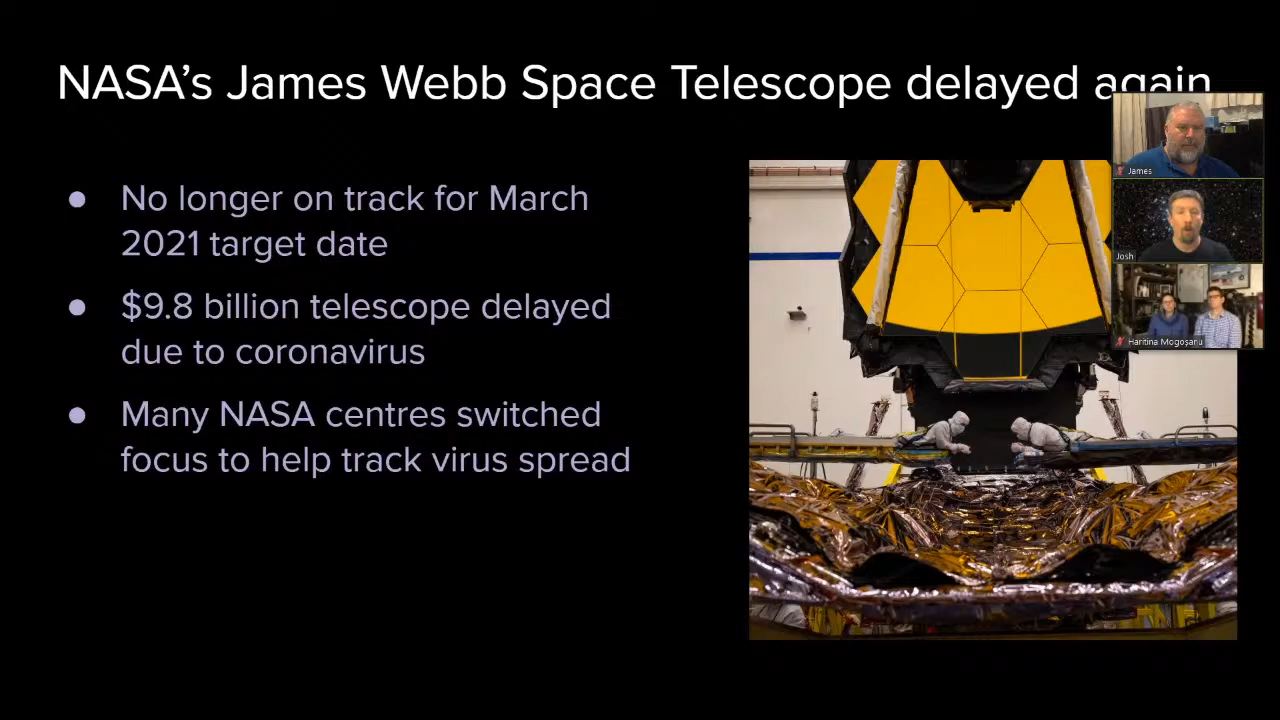 NASA's James Webb Space Telescope delayed again
● No longer on track for March
2021 target date
● $9.8 billion telescope delayed
due to coronavirus
● Many NASA centres switched
focus to help track virus spread
James
Josh
Haritina Mogoșanu